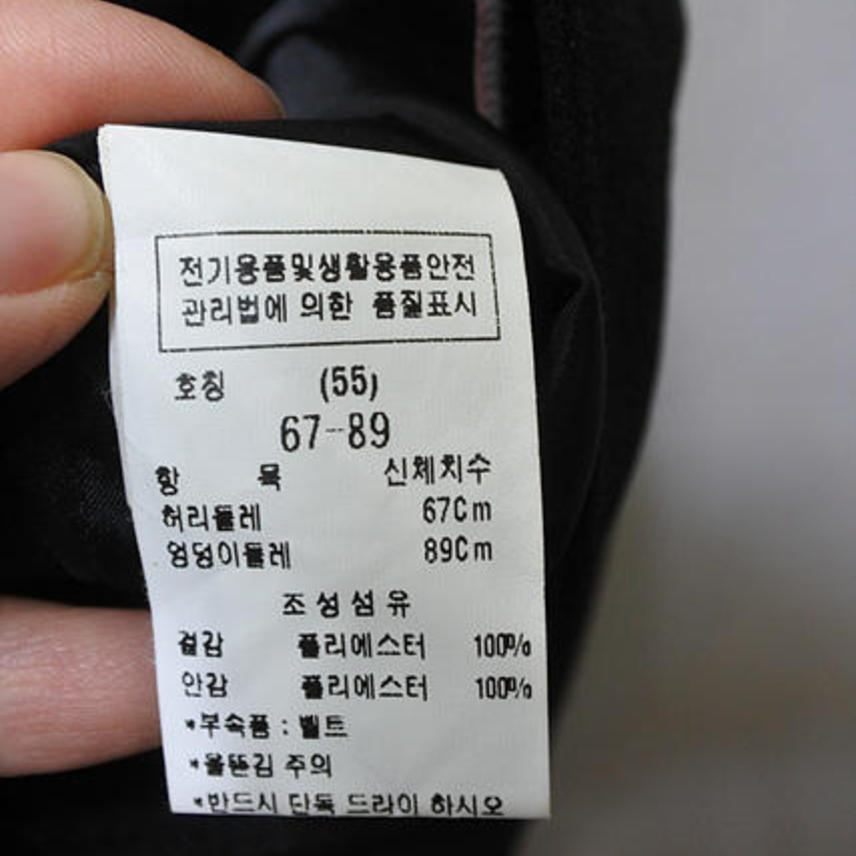 전기용품및생활용품안전
관리법에 의한 품질표시
호칭 (55)
67-89
항 목 신체치수
허리둘레 67Cm
엉덩이둘레 89Cm
조성섬유
겉감 폴리에스터 100%
안감 폴리에스터 100%
*부속품 : 벨트
*올뜯김 주의
*반드시 단독 드라이 하시오